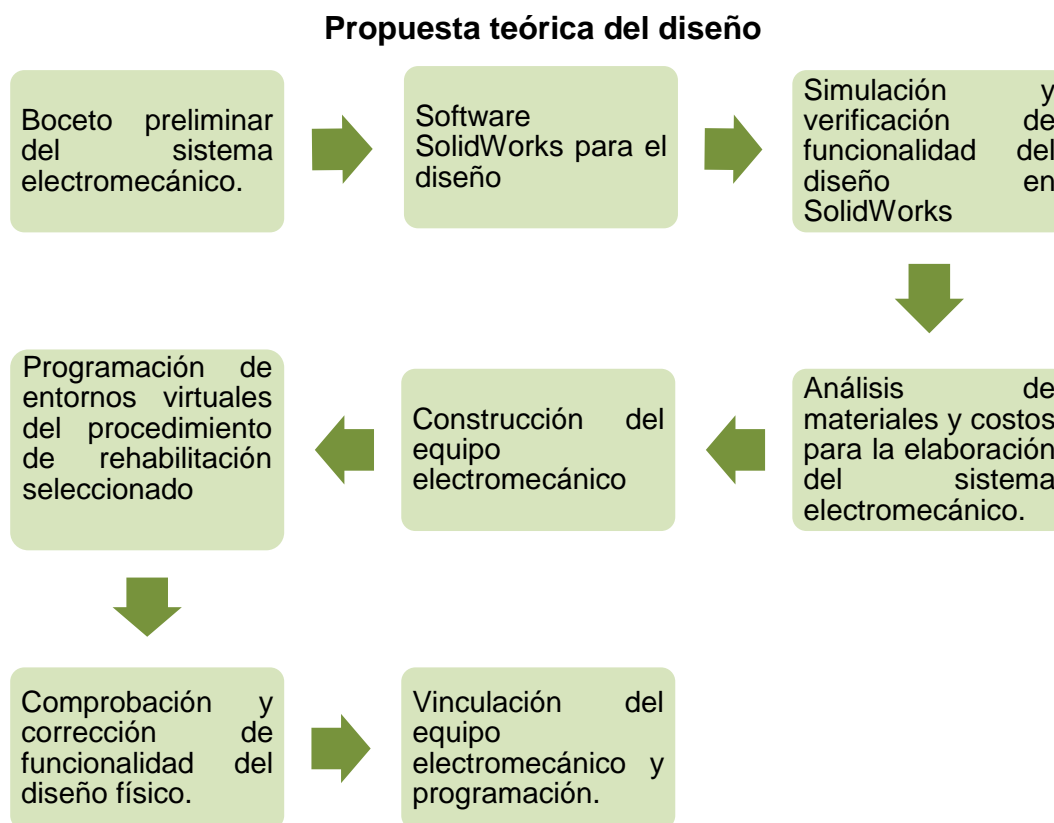 Propuesta teórica del diseño
Boceto preliminar
del sistema
electromecánico.
Software
SolidWorks para el
diseño
Simulación y
verificación de
funcionalidad del
diseño en
SolidWorks
Análisis de
materiales y costos
para la elaboración
del sistema
electromecánico.
Construcción del
equipo
electromecánico
Programación de
entornos virtuales
del procedimiento
de rehabilitación
seleccionado
Comprobación y
corrección de
funcionalidad del
diseño físico.
Vinculación del
equipo
electromecánico y
programación.